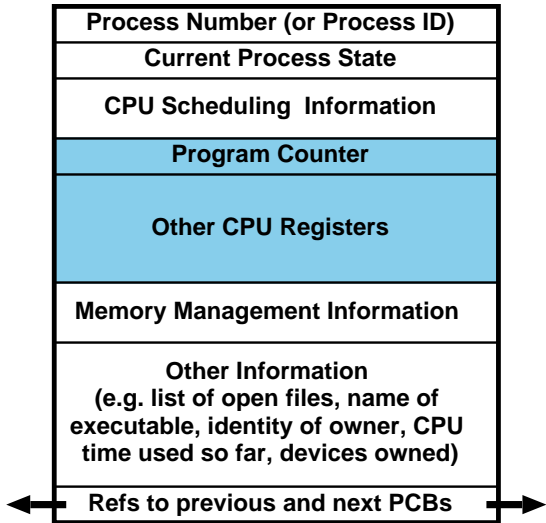 Process Number (or Process ID)
Current Process State
CPU Scheduling Information
Program Counter
Other CPU Registers
Memory Management Information
Other Information
(e.g. list of open files, name of
executable, identity of owner, CPU
time used so far, devices owned)
Refs to previous and next PCBs